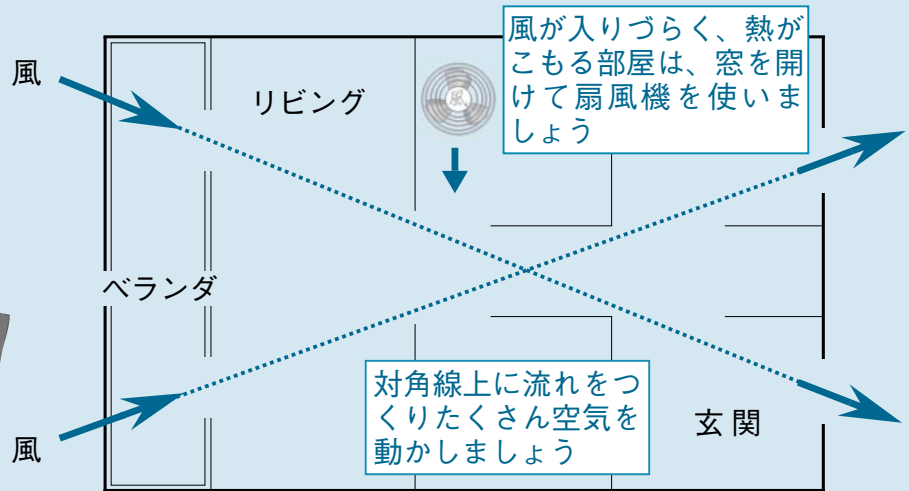 風が入りづらく、熱が
こもる部屋は、窓を開
けて扇風機を使いま
しょう
風
リビング
風
ベランダ
対角線上に流れをつ
くりたくさん空気を
動かしましょう
玄関
風